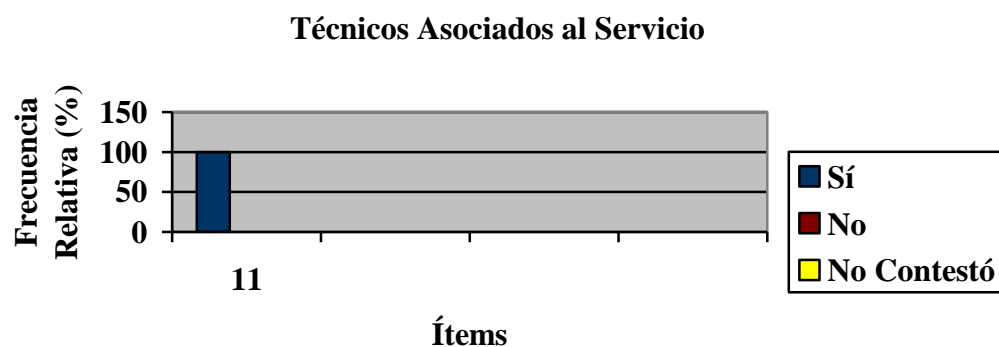 Técnicos Asociados al Servicio
Frecuencia
Relativa (%)
150
100
50
0
11
Ítems
Sí
No
No Contestó